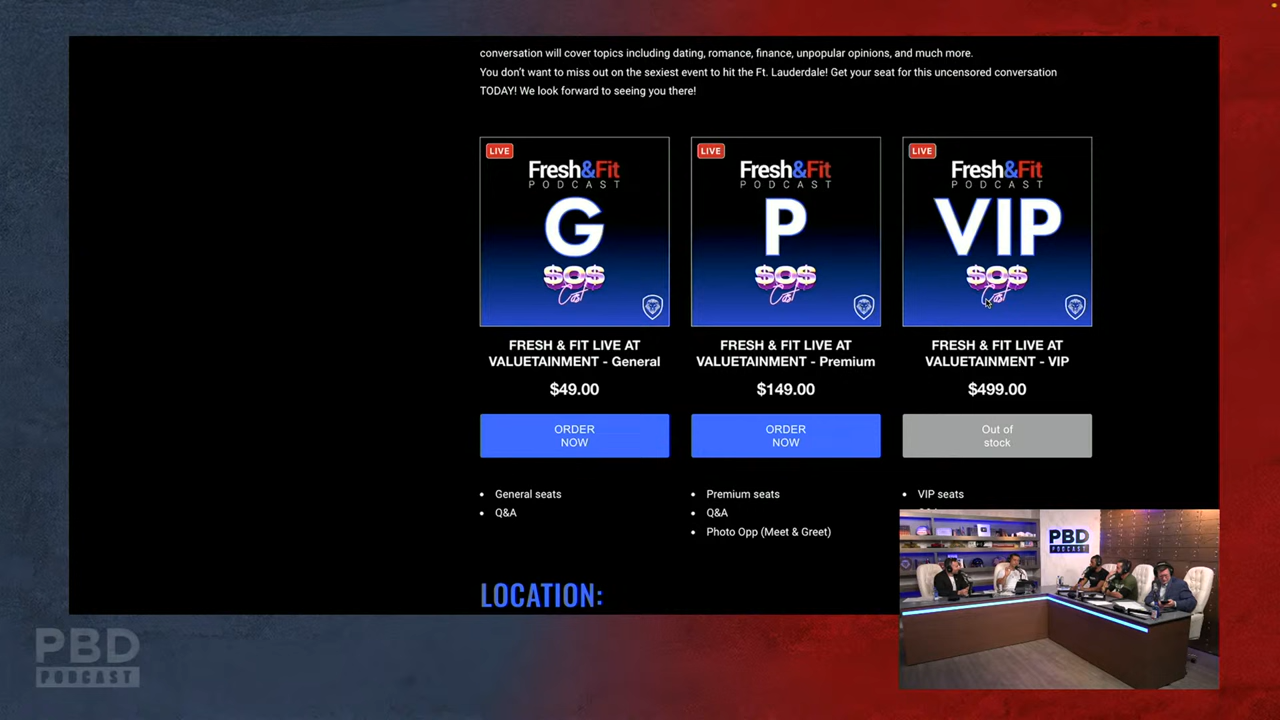 conversation will cover topics including dating, romance, finance, unpopular opinions, and much more.
You don't want to miss out on the sexiest event to hit the Ft. Lauderdale! Get your seat for this uncensored conversation
TODAY! We look forward to seeing you there!
LIVE
Fresh&Fit
PODCAST
G
$O$
Cast
LIVE
Fresh&Fit
PODCAST
P
$O$
Cast
LIVE
Fresh&Fit
PODCAST
VIP
$O$
Cast
FRESH & FIT LIVE AT
VALUETAINMENT - General
$49.00
ORDER
NOW
• General seats
• Q&A
FRESH & FIT LIVE AT
VALUETAINMENT - Premium
$149.00
ORDER
NOW
• Premium seats
• Q&A
• Photo Opp (Meet & Greet)
FRESH & FIT LIVE AT
VALUETAINMENT - VIP
$499.00
Out of
stock
• VIP seats
LOCATION:
PBD
PODCAST
PBD
PODCAST